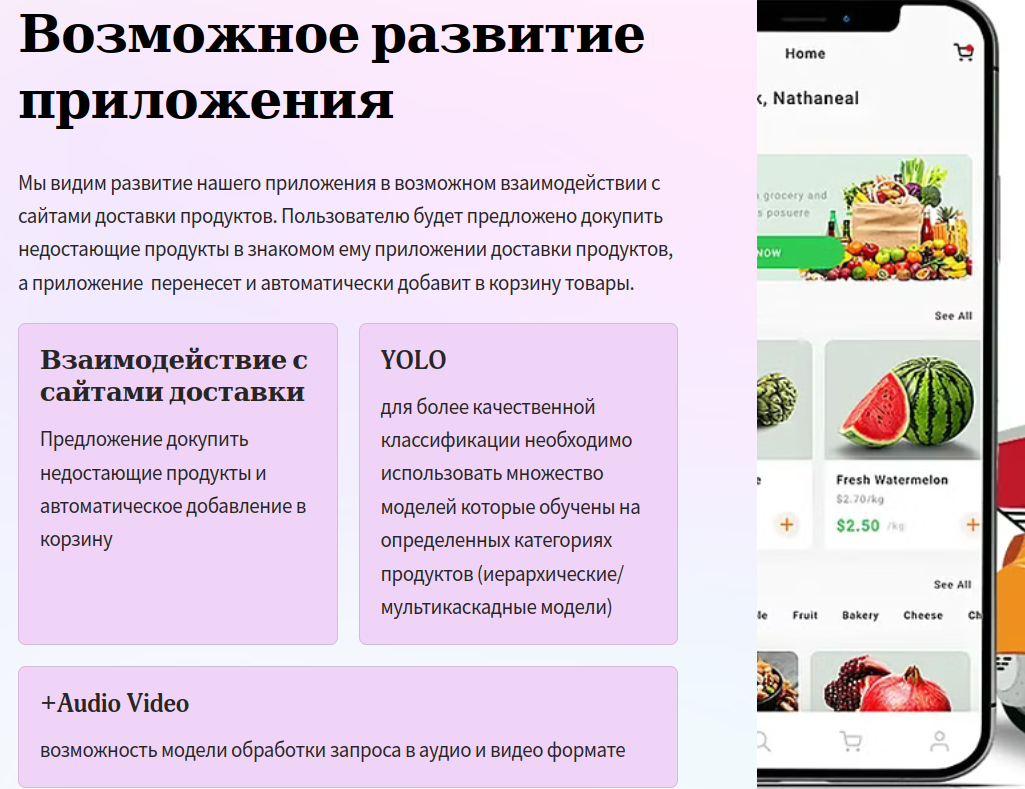 Возможное развитие
приложения
Мы видим развитие нашего приложения в возможном взаимодействии с
сайтами доставки продуктов. Пользователю будет предложено докупить
недостающие продукты в знакомом ему приложении доставки продуктов,
а приложение  перенесет и автоматически добавит в корзину товары.
Взаимодействие с
сайтами доставки
Предложение докупить
недостающие продукты и
автоматическое добавление в
корзину
YOLO
для более качественной
классификации необходимо
использовать множество
моделей которые обучены на
определенных категориях
продуктов (иерархические/
мультикаскадные модели)
+Audio Video
возможность модели обработки запроса в аудио и видео формате
Home
k, Nathaneal
grocery and
s posuere
NOW
See All
Fresh Watermelon
$2.70/kg
$2.50 /kg
See All
Fruit Bakery Cheese